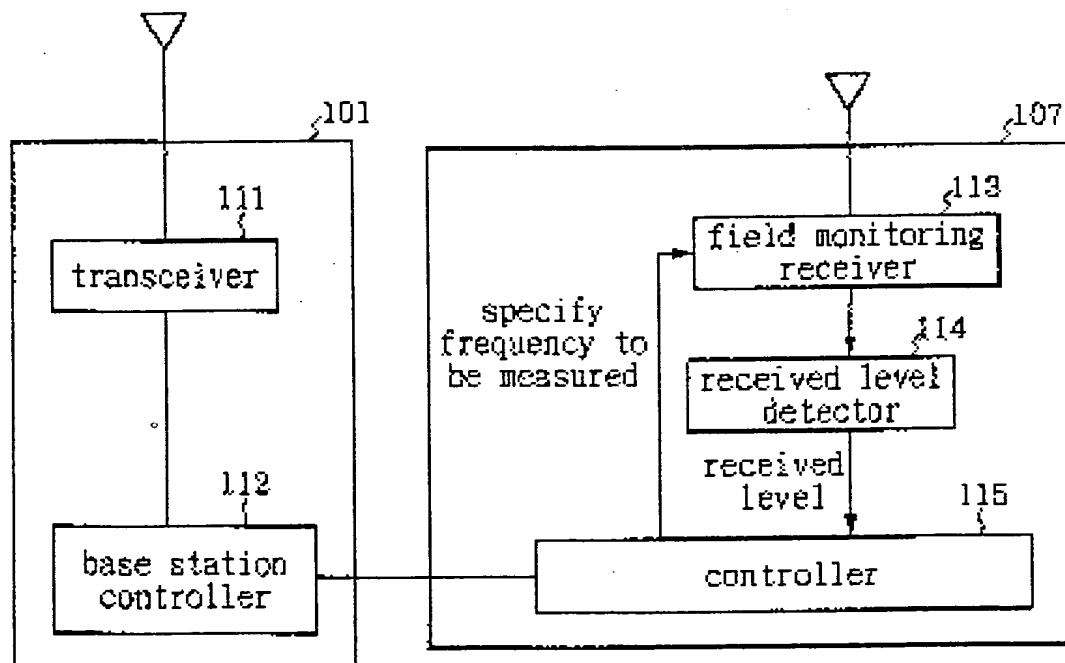 101
111
transceiver
112
base station
controller
107
113
field monitoring
receiver
specify
frequency to
be measured
114
received level
detector
received
level
115
controller